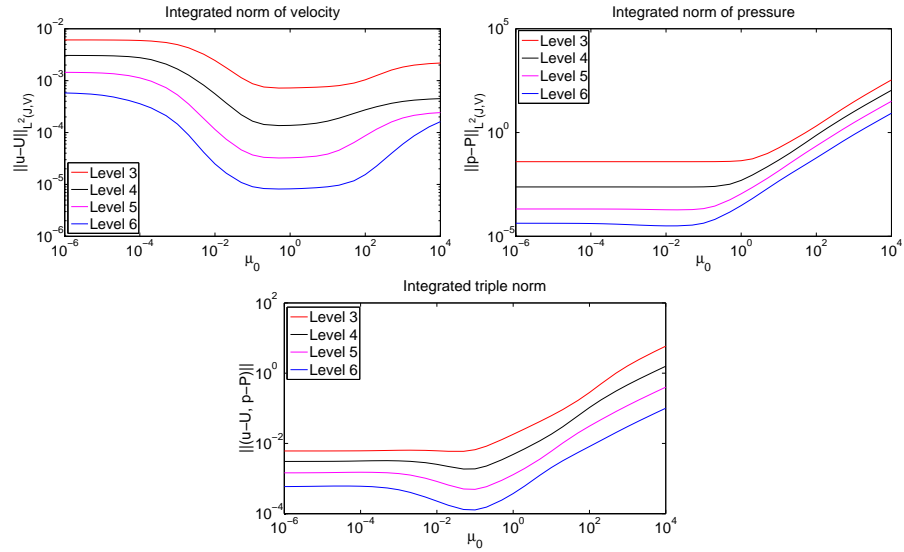 Integrated norm of velocity
10^−2
10^−3
10^−4
10^−5
10^−6
||u−U||_{L^2(J,V)}
Level 3
Level 4
Level 5
Level 6
10^−6
10^−4
10^−2
10^0
10^2
10^4
μ_0
Integrated norm of pressure
10^5
10^0
10^−5
||p−P||_{L^2(J,V)}
Level 3
Level 4
Level 5
Level 6
10^−6
10^−4
10^−2
10^0
10^2
10^4
μ_0
Integrated triple norm
10^2
10^0
10^−2
10^−4
||(u−U, p−P)||
Level 3
Level 4
Level 5
Level 6
10^−6
10^−4
10^−2
10^0
10^2
10^4
μ_0